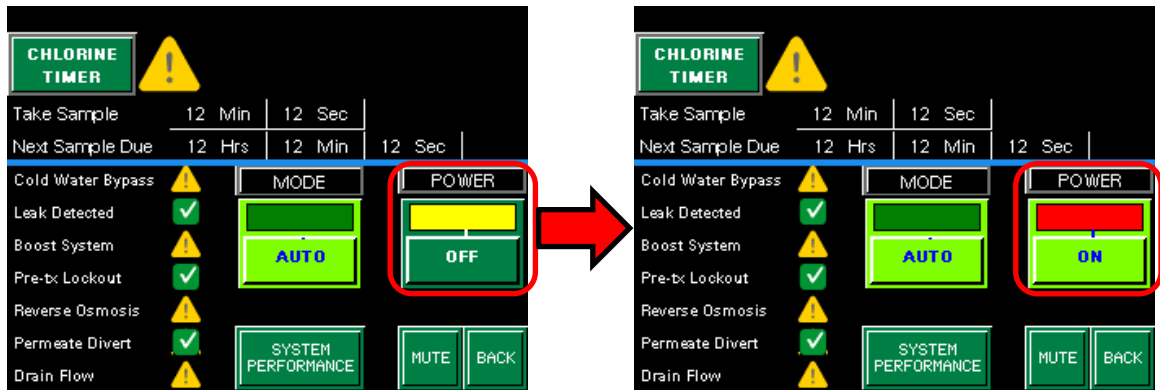 CHLORINE
TIMER
Take Sample 12 Min 12 Sec
Next Sample Due 12 Hrs 12 Min 12 Sec
Cold Water Bypass MODE POWER
Leak Detected
Boost System AUTO OFF
Pre-tx Lockout
Reverse Osmosis
Permeate Divert SYSTEM PERFORMANCE MUTE BACK
Drain Flow
CHLORINE
TIMER
Take Sample 12 Min 12 Sec
Next Sample Due 12 Hrs 12 Min 12 Sec
Cold Water Bypass MODE POWER
Leak Detected
Boost System AUTO ON
Pre-tx Lockout
Reverse Osmosis
Permeate Divert SYSTEM PERFORMANCE MUTE BACK
Drain Flow